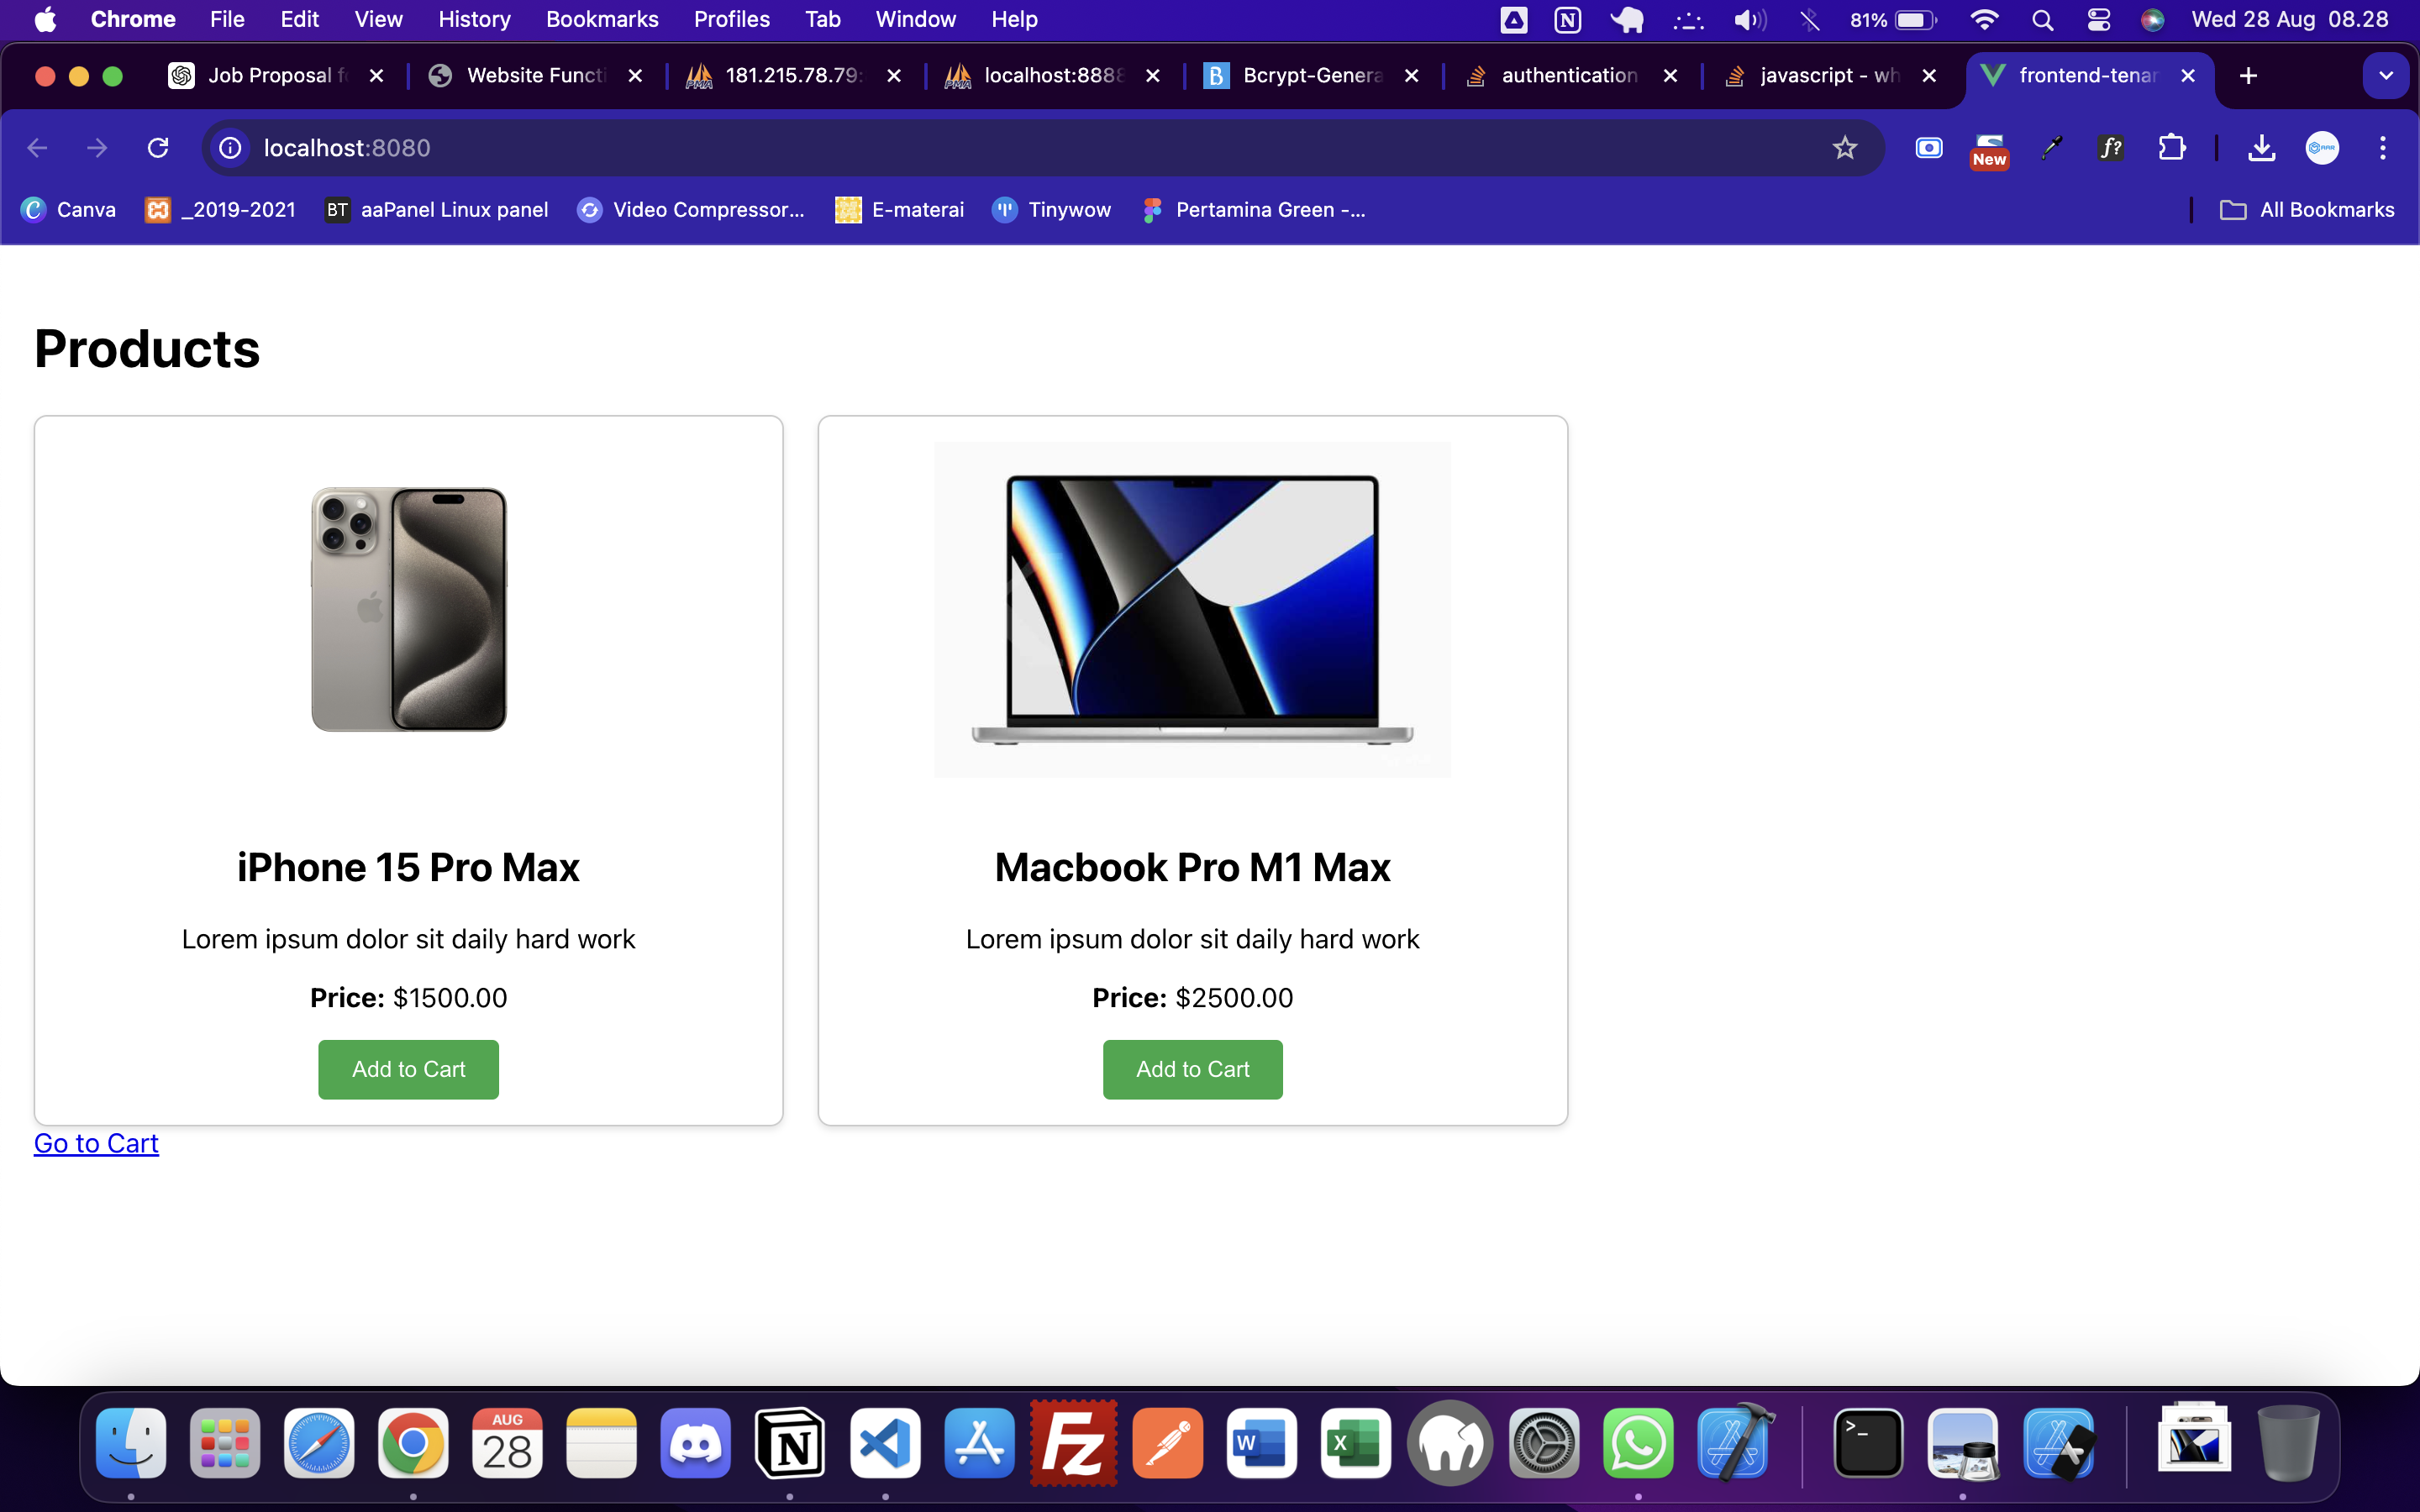 Chrome File Edit View History Bookmarks Profiles Tab Window Help 81% Wed 28 Aug 08.28
Job Proposal f Website Functi 181.215.78.79: localhost:8888 Bcrypt-Genera authentication javascript - wh frontend-tenar
localhost:8080 New f?
Canva _2019-2021 BT aaPanel Linux panel Video Compressor... E-materai Tinywow Pertamina Green -... All Bookmarks
Products
iPhone 15 Pro Max
Lorem ipsum dolor sit daily hard work
Price: $1500.00
Add to Cart
Macbook Pro M1 Max
Lorem ipsum dolor sit daily hard work
Price: $2500.00
Add to Cart
Go to Cart
AUG
28